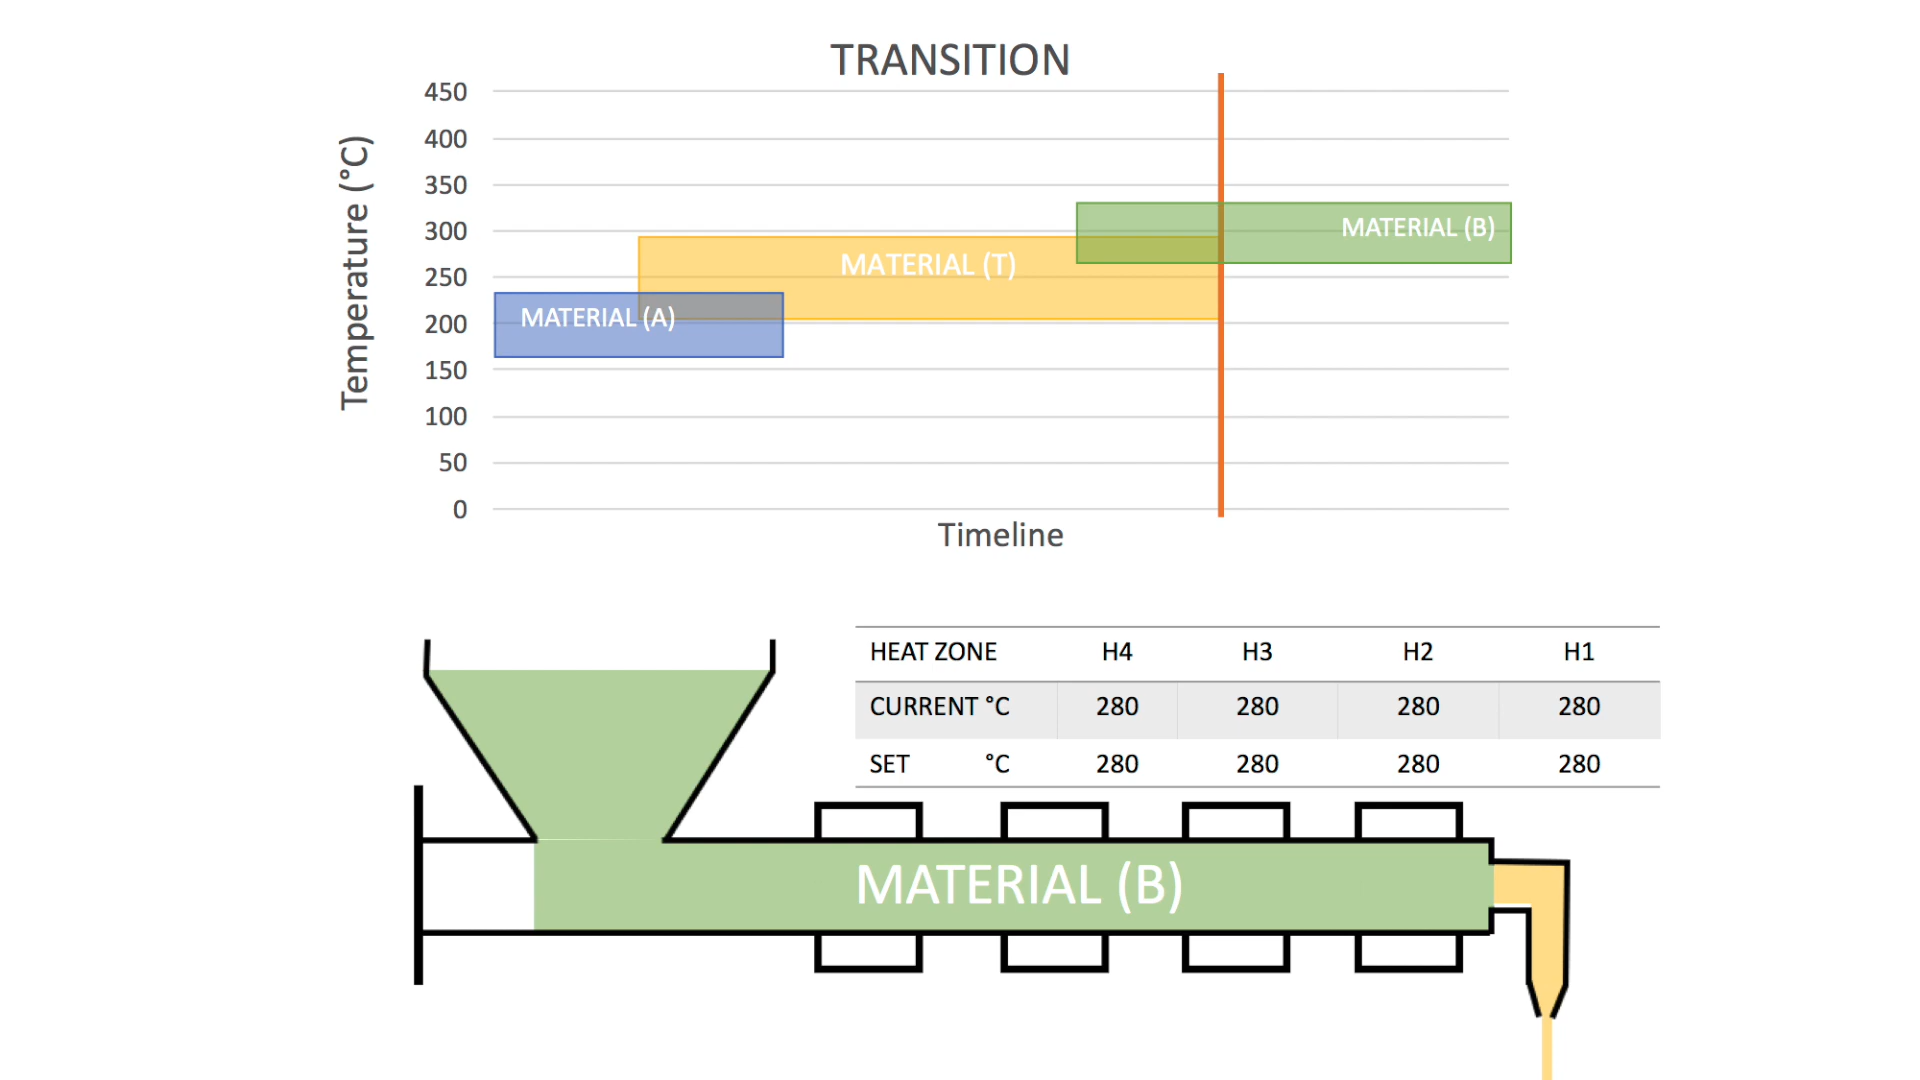 TRANSITION
450
400
350
300
250
200
150
100
50
0
Temperature (°C)
MATERIAL (B)
MATERIAL (T)
MATERIAL (A)
Timeline
HEAT ZONE H4 H3 H2 H1
CURRENT °C 280 280 280 280
SET °C 280 280 280 280
MATERIAL (B)